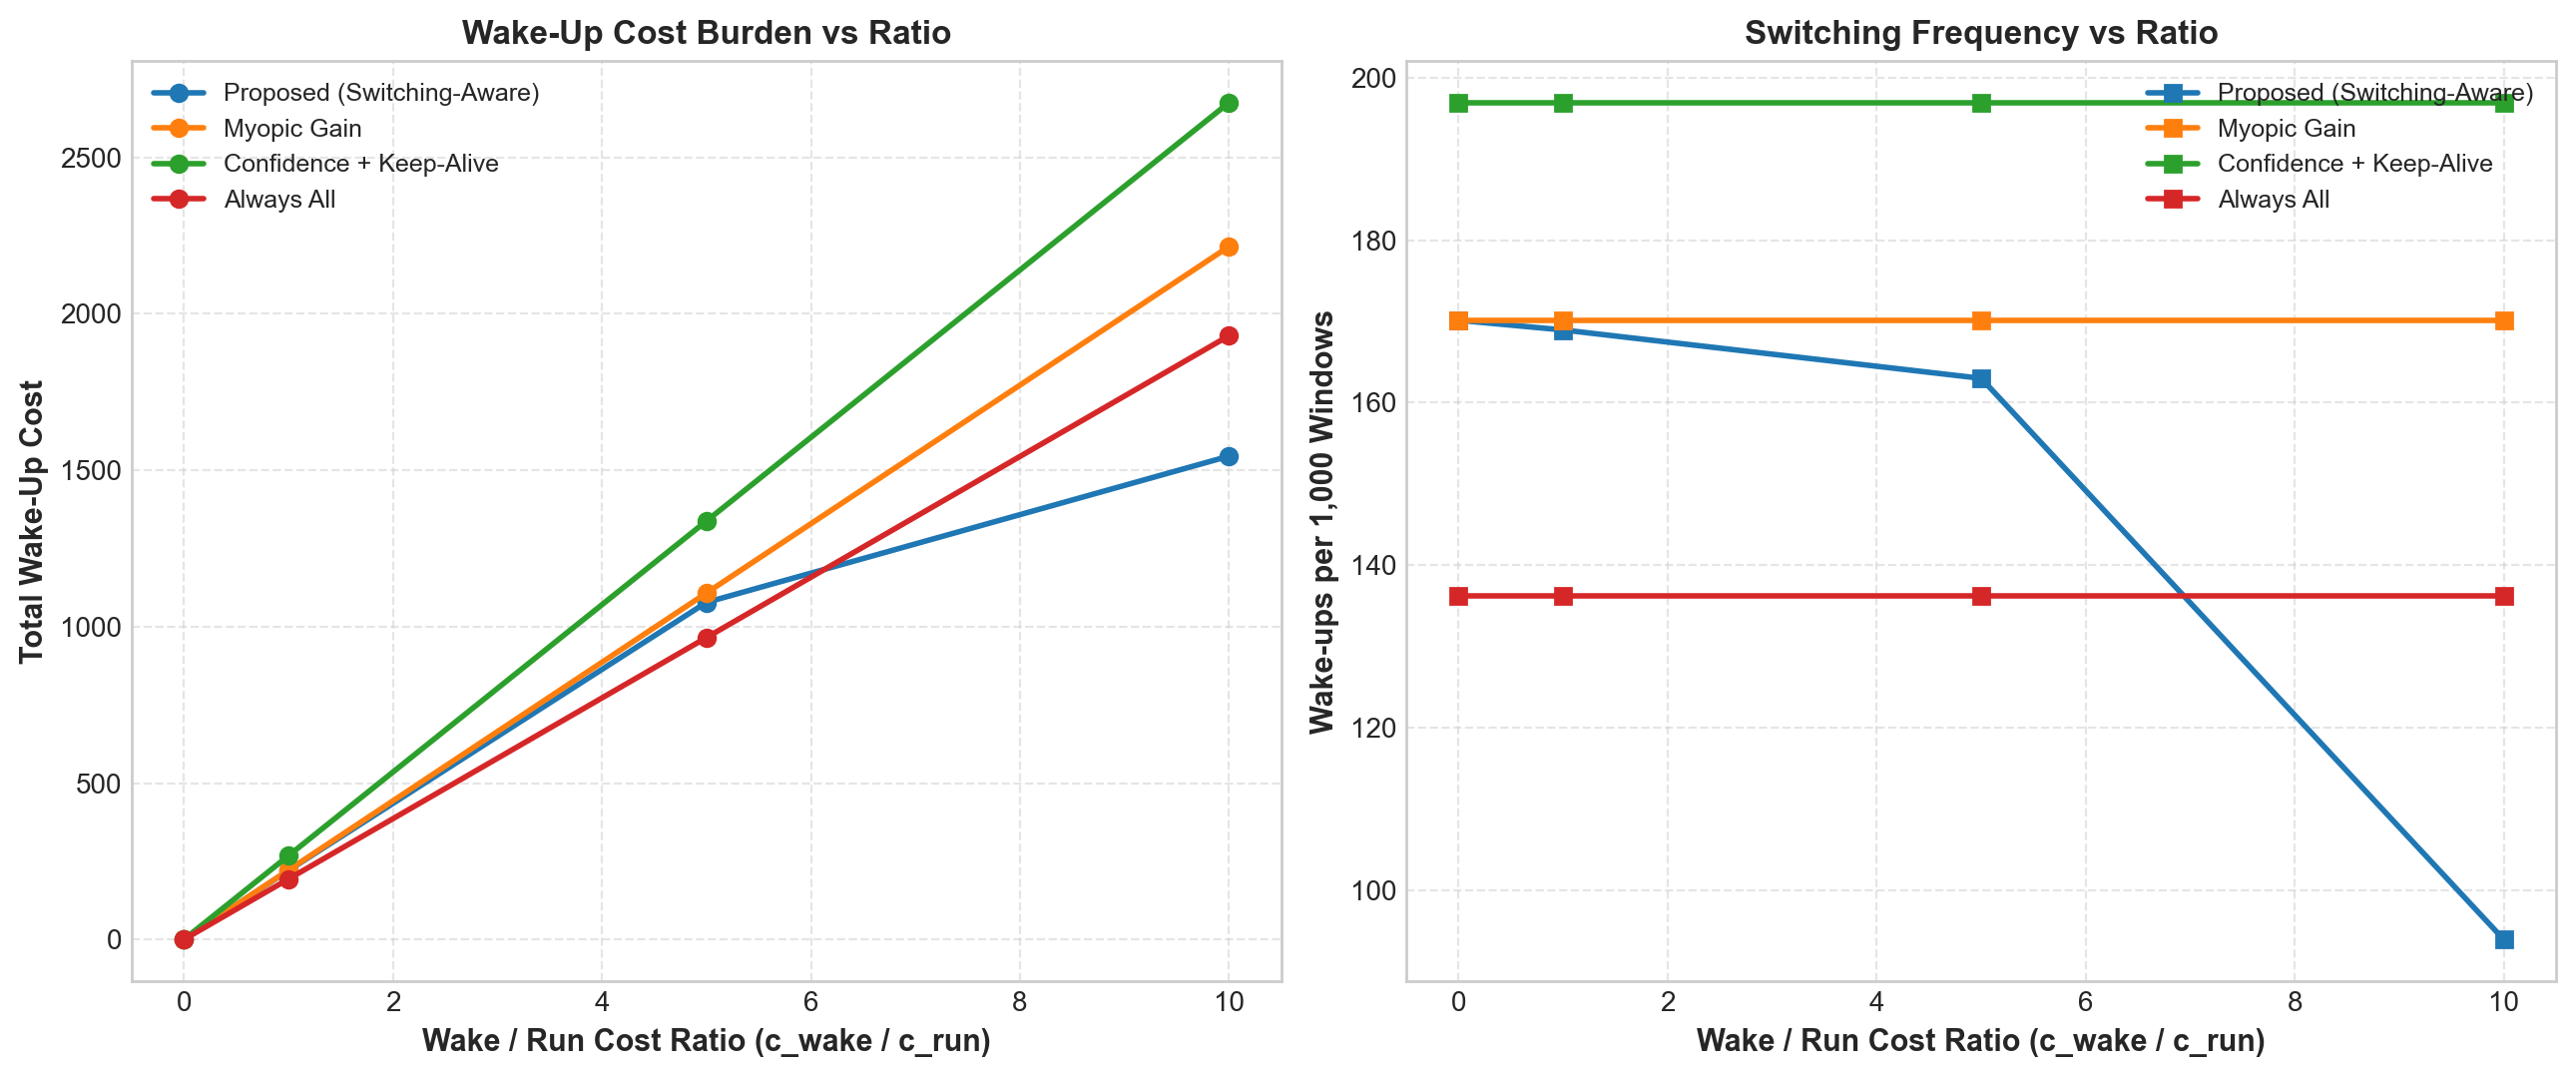 Wake-Up Cost Burden vs Ratio
Proposed (Switching-Aware)
Myopic Gain
Confidence + Keep-Alive
Always All
Total Wake-Up Cost
2500
2000
1500
1000
500
0
0 2 4 6 8 10
Wake / Run Cost Ratio (c_wake / c_run)
Switching Frequency vs Ratio
Proposed (Switching-Aware)
Myopic Gain
Confidence + Keep-Alive
Always All
Wake-ups per 1,000 Windows
200
180
160
140
120
100
0 2 4 6 8 10
Wake / Run Cost Ratio (c_wake / c_run)